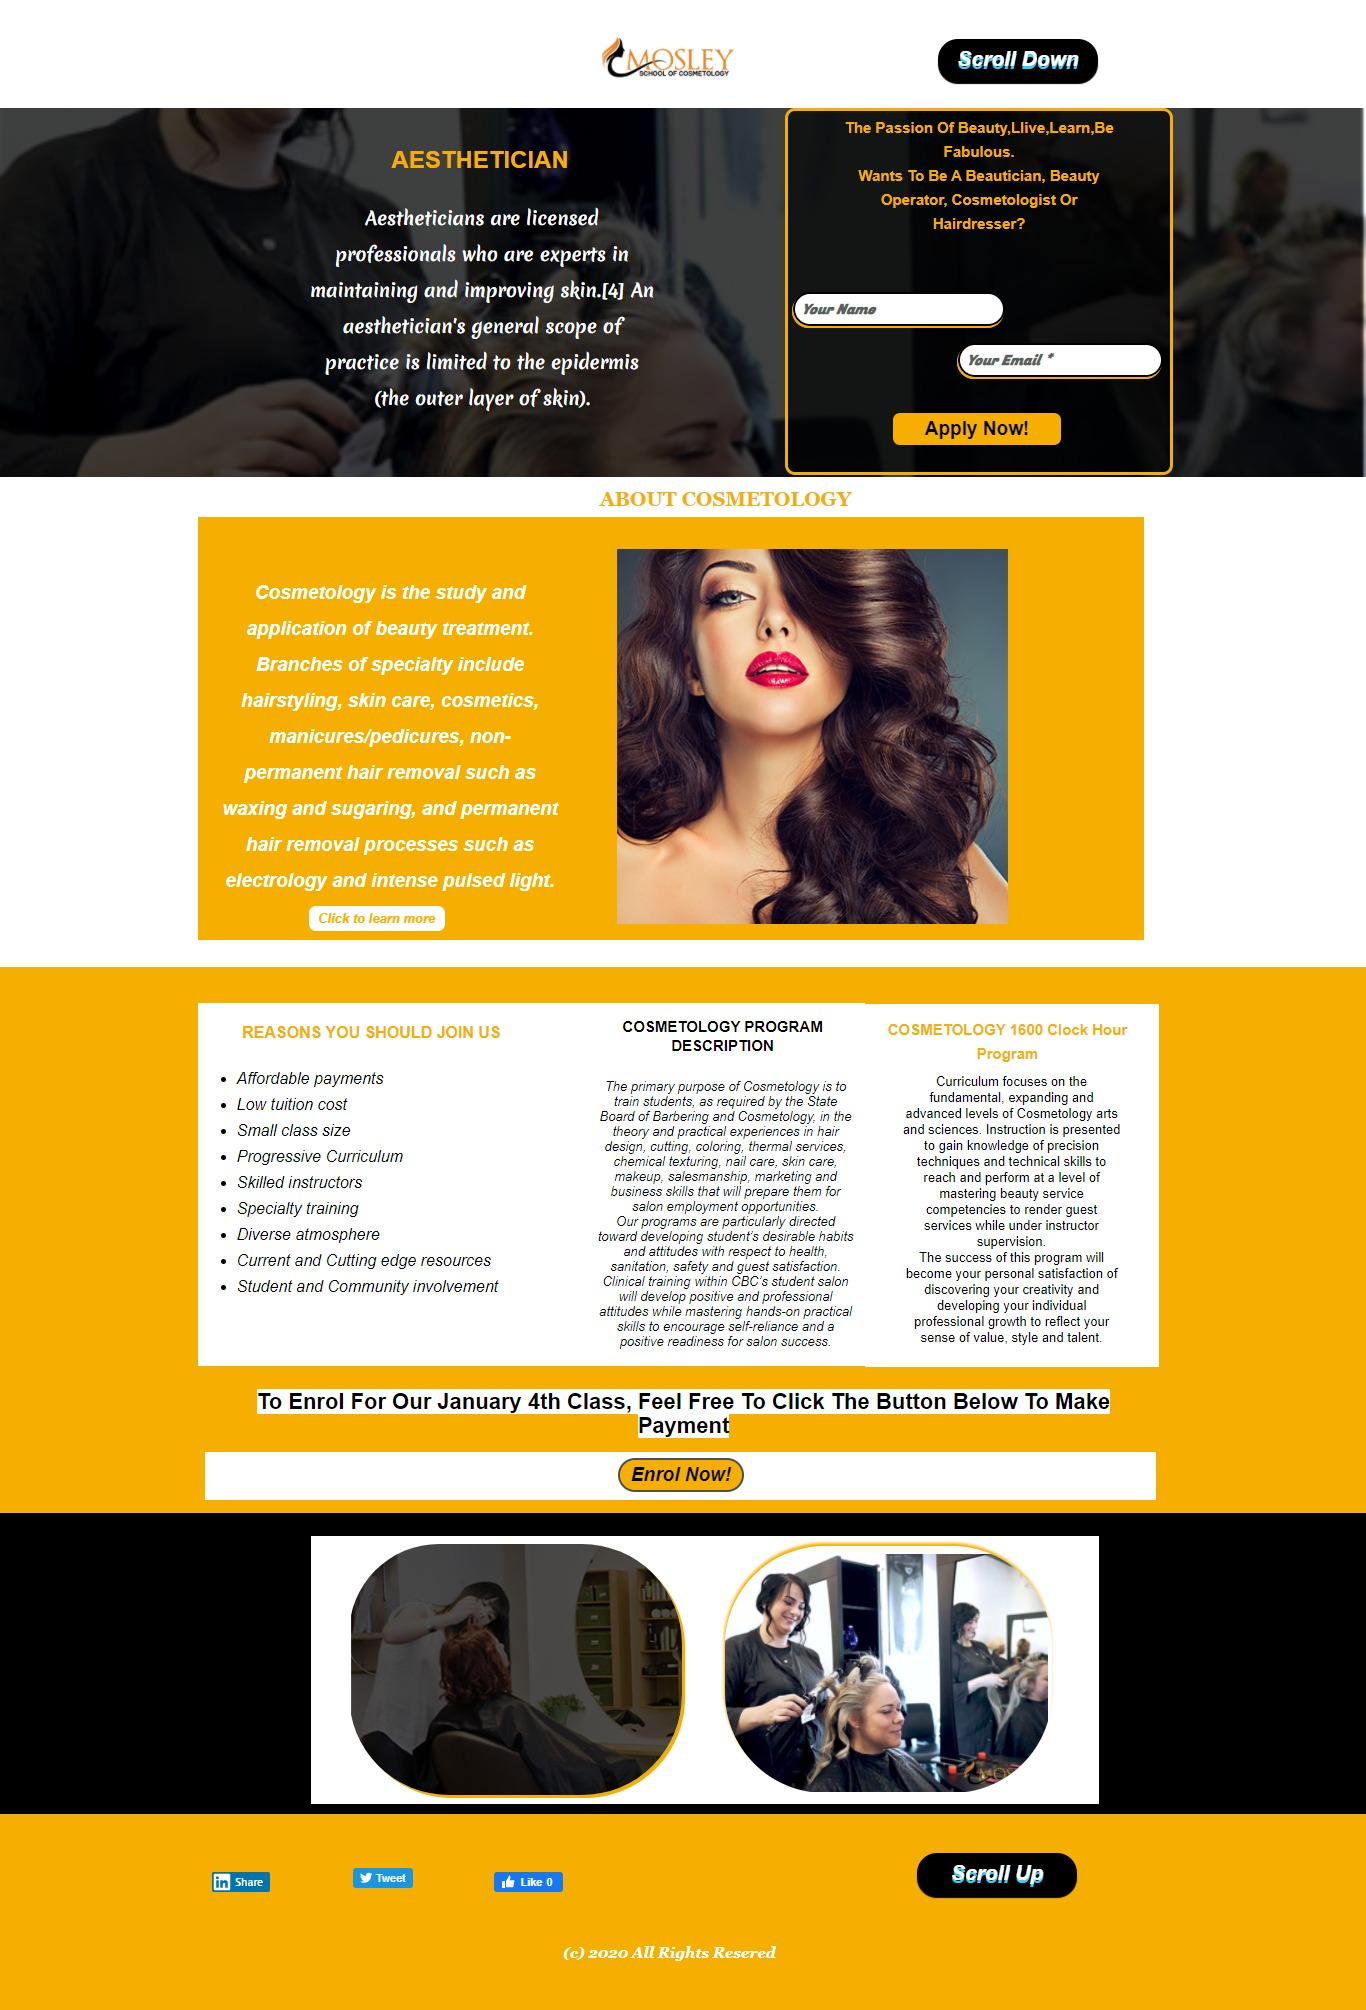 MOSLEY
SCHOOL OF COSMETOLOGY
Scroll Down
AESTHETICIAN
Aestheticians are licensed
professionals who are experts in
maintaining and improving skin.[4] An
aesthetician's general scope of
practice is limited to the epidermis
(the outer layer of skin).
The Passion Of Beauty,Llive,Learn,Be
Fabulous.
Wants To Be A Beautician, Beauty
Operator, Cosmetologist Or
Hairdresser?
Your Name
Your Email *
Apply Now!
ABOUT COSMETOLOGY
Cosmetology is the study and
application of beauty treatment.
Branches of specialty include
hairstyling, skin care, cosmetics,
manicures/pedicures, non-
permanent hair removal such as
waxing and sugaring, and permanent
hair removal processes such as
electrology and intense pulsed light.
Click to learn more
REASONS YOU SHOULD JOIN US
• Affordable payments
• Low tuition cost
• Small class size
• Progressive Curriculum
• Skilled instructors
• Specialty training
• Diverse atmosphere
• Current and Cutting edge resources
• Student and Community involvement
COSMETOLOGY PROGRAM
DESCRIPTION
The primary purpose of Cosmetology is to
train students, as required by the State
Board of Barbering and Cosmetology, in the
theory and practical experiences in hair
design, cutting, coloring, thermal services,
chemical texturing, nail care, skin care,
makeup, salesmanship, marketing and
business skills that will prepare them for
salon employment opportunities.
Our programs are particularly directed
toward developing student's desirable habits
and attitudes with respect to health,
sanitation, safety and guest satisfaction.
Clinical training within CBC's student salon
will develop positive and professional
attitudes while mastering hands-on practical
skills to encourage self-reliance and a
positive readiness for salon success.
COSMETOLOGY 1600 Clock Hour
Program
Curriculum focuses on the
fundamental, expanding and
advanced levels of Cosmetology arts
and sciences. Instruction is presented
to gain knowledge of precision
techniques and technical skills to
reach and perform at a level of
mastering beauty service
competencies to render guest
services while under instructor
supervision.
The success of this program will
become your personal satisfaction of
discovering your creativity and
developing your individual
professional growth to reflect your
sense of value, style and talent.
To Enrol For Our January 4th Class, Feel Free To Click The Button Below To Make
Payment
Enrol Now!
MOS
in Share
Tweet
Like 0
Scroll Up
(c) 2020 All Rights Resered